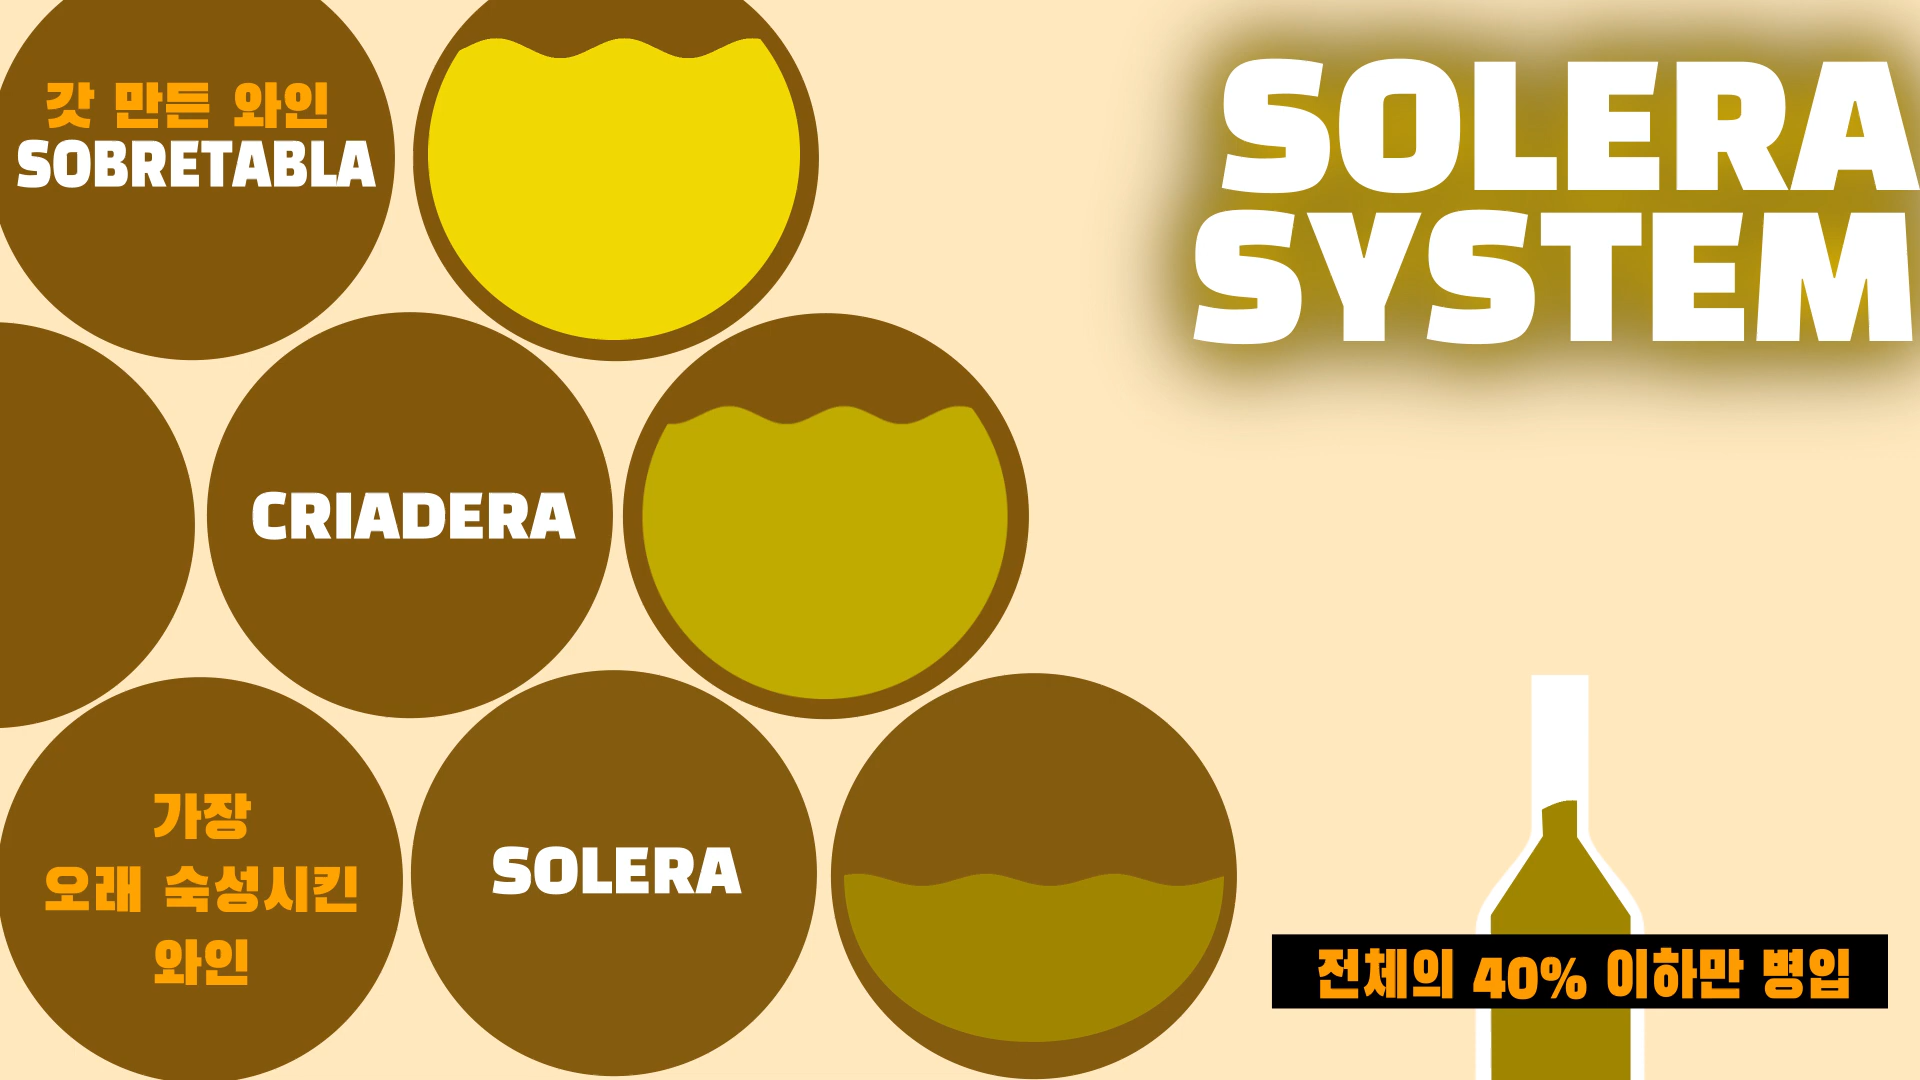 갓 만든 와인
SOBRETABLA
SOLERA
SYSTEM
CRIADERA
가장
오래 숙성시킨
와인
SOLERA
전체의 40% 이하만 병입